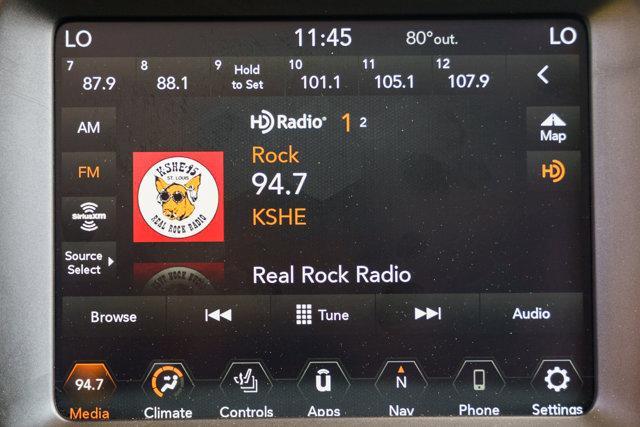 LO 11:45 80°out. LO
7 87.9 8 88.1 9 Hold to Set 10 101.1 11 105.1 12 107.9
AM
HD Radio 1 2
Map
FM
KSHE-95
ST. LOUIS
REAL ROCK RADIO
Rock
94.7
KSHE
HD
SiriusXM
Source
Select
Real Rock Radio
Browse Tune Audio
94.7 N
Media Climate Controls Apps Nav Phone Settings